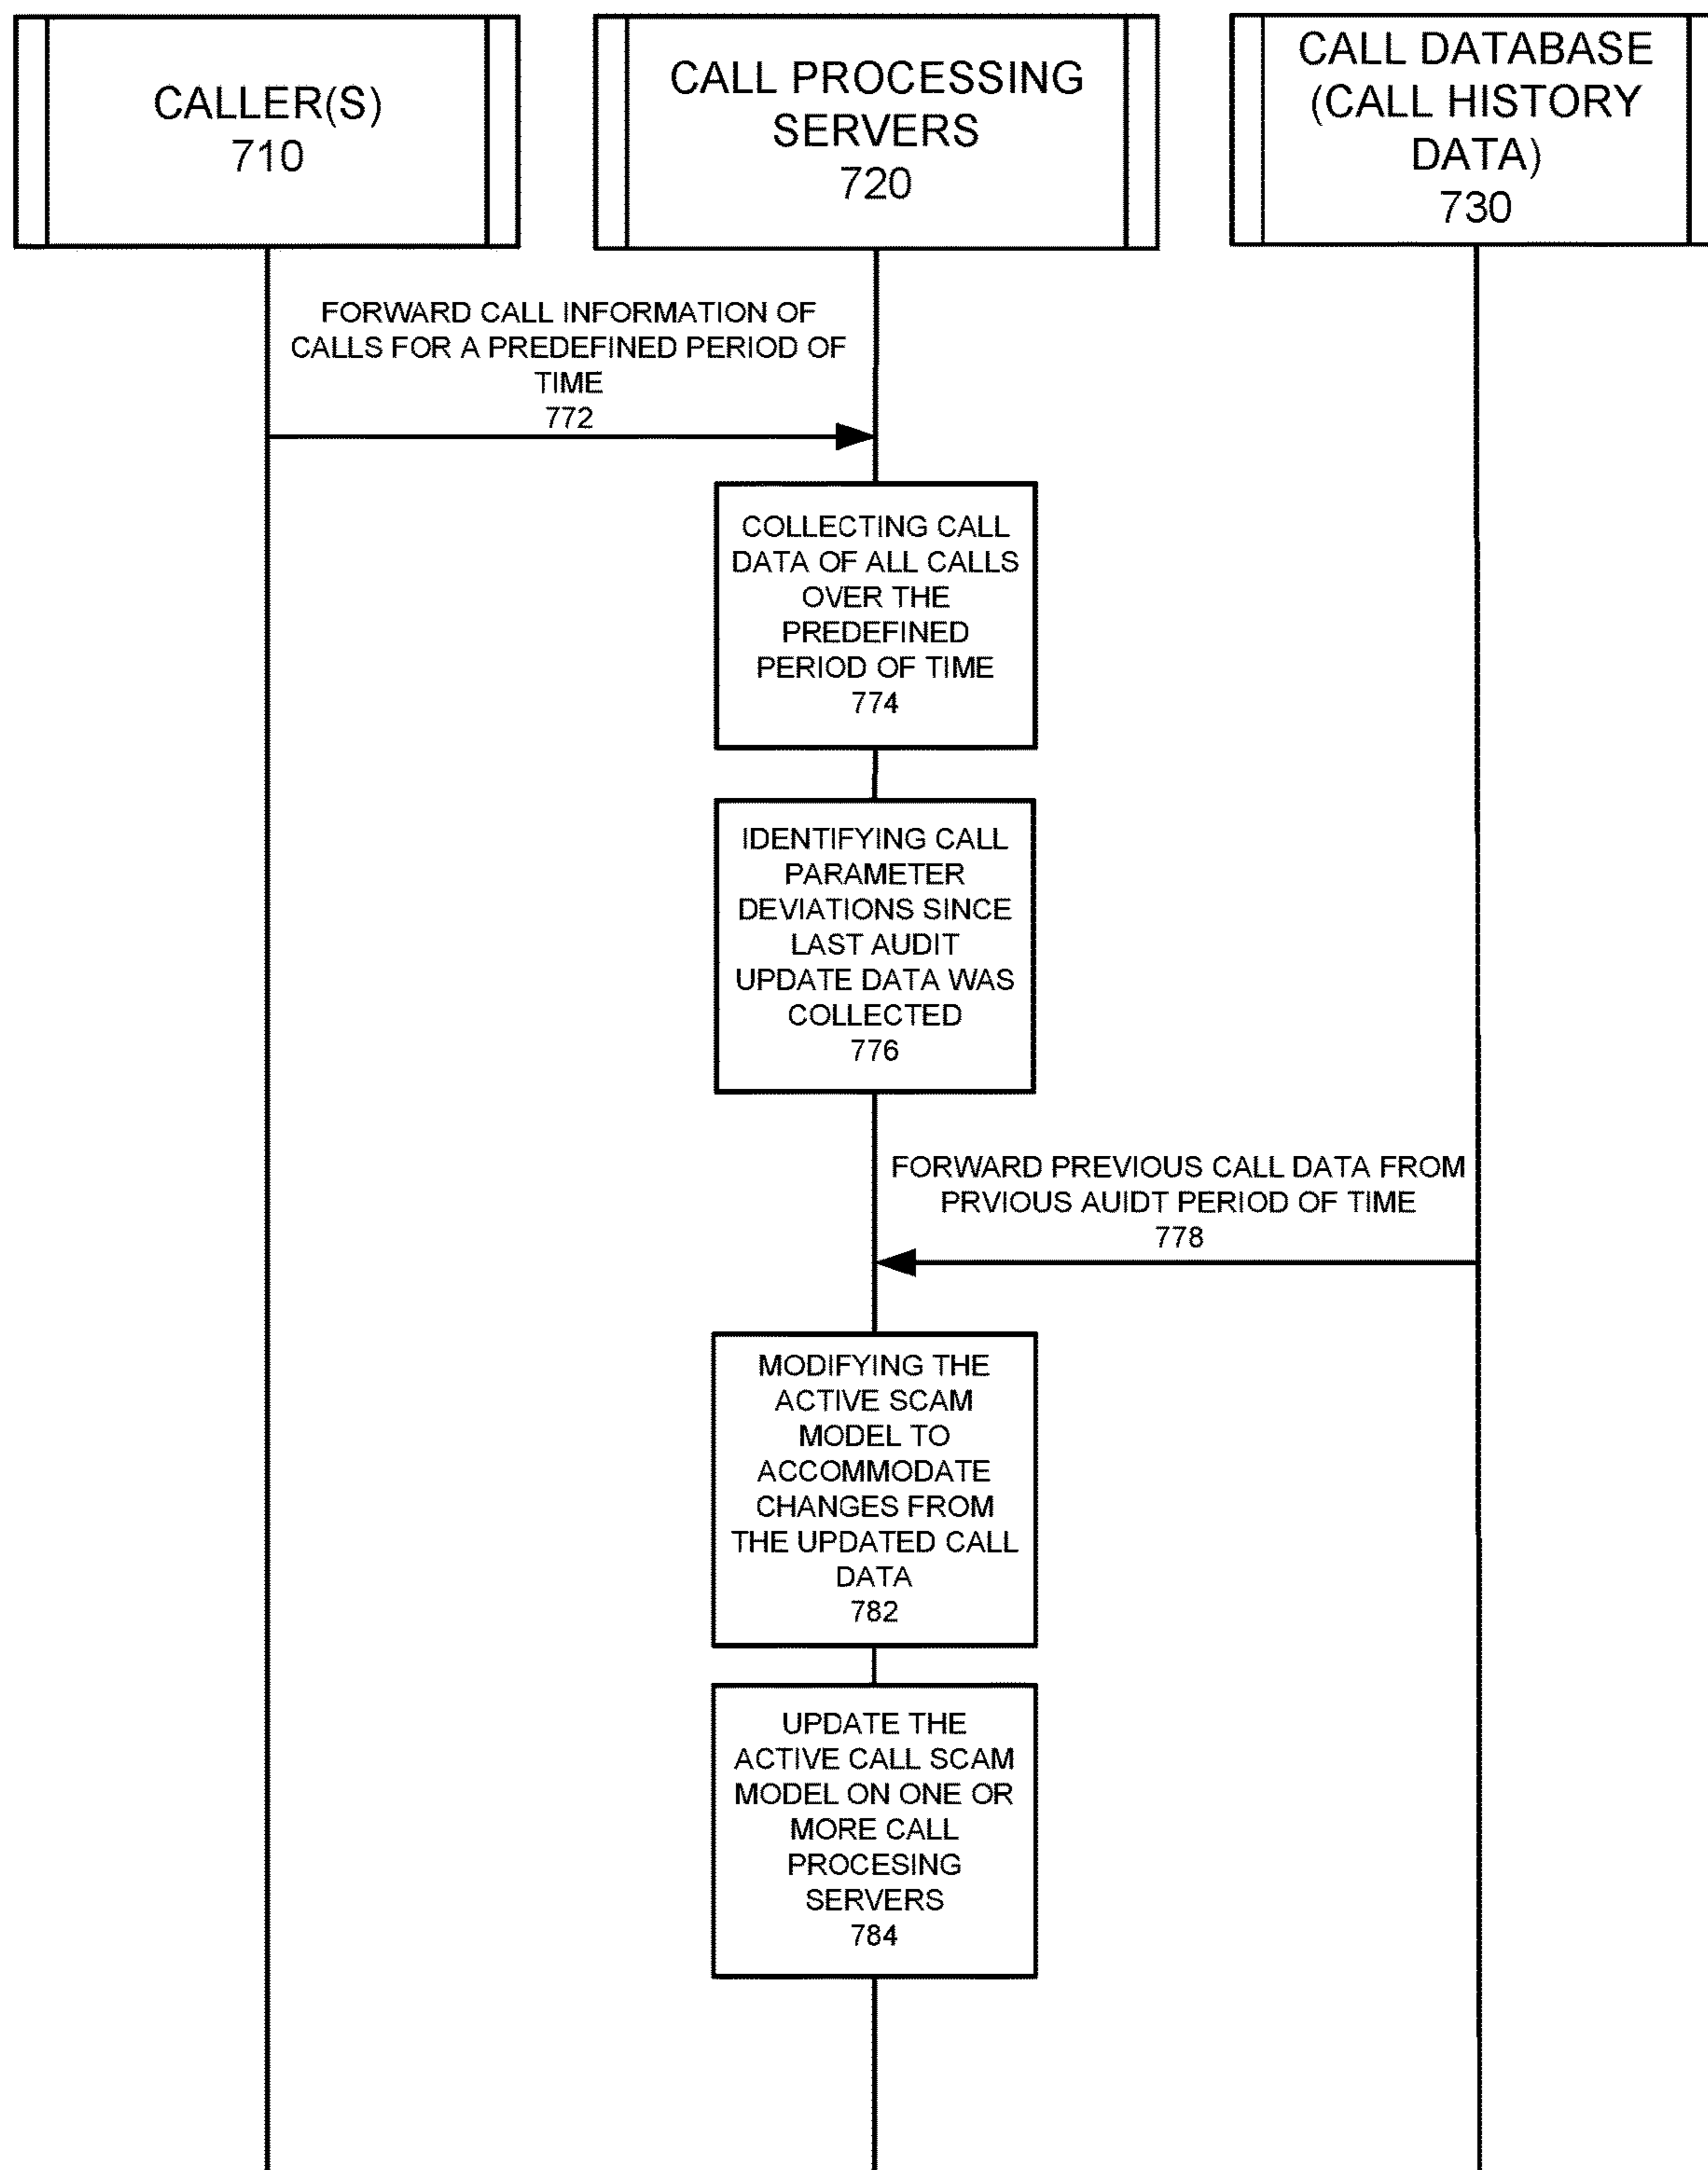 CALLER(S)
710
CALL PROCESSING
SERVERS
720
CALL DATABASE
(CALL HISTORY
DATA)
730
FORWARD CALL INFORMATION OF
CALLS FOR A PREDEFINED PERIOD OF
TIME
772
COLLECTING CALL
DATA OF ALL CALLS
OVER THE
PREDEFINED
PERIOD OF TIME
774
IDENTIFYING CALL
PARAMETER
DEVIATIONS SINCE
LAST AUDIT
UPDATE DATA WAS
COLLECTED
776
FORWARD PREVIOUS CALL DATA FROM
PRVIOUS AUIDT PERIOD OF TIME
778
MODIFYING THE
ACTIVE SCAM
MODEL TO
ACCOMMODATE
CHANGES FROM
THE UPDATED CALL
DATA
782
UPDATE THE
ACTIVE CALL SCAM
MODEL ON ONE OR
MORE CALL
PROCESING
SERVERS
784